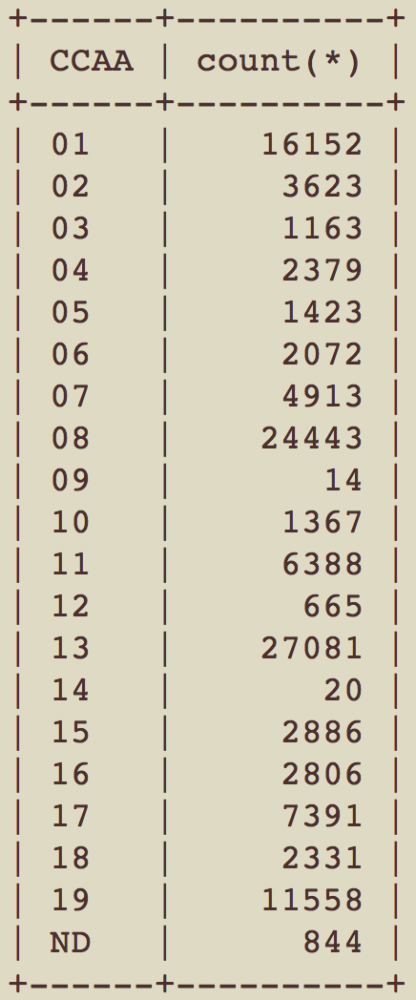 +------+----------+
| CCAA | count(*) |
+------+----------+
| 01   |    16152 |
| 02   |     3623 |
| 03   |     1163 |
| 04   |     2379 |
| 05   |     1423 |
| 06   |     2072 |
| 07   |     4913 |
| 08   |    24443 |
| 09   |       14 |
| 10   |     1367 |
| 11   |     6388 |
| 12   |      665 |
| 13   |    27081 |
| 14   |       20 |
| 15   |     2886 |
| 16   |     2806 |
| 17   |     7391 |
| 18   |     2331 |
| 19   |    11558 |
| ND   |      844 |
+------+----------+